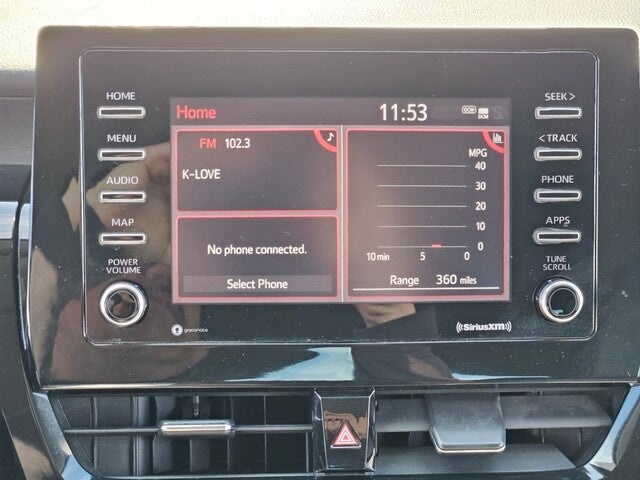 HOME
MENU
AUDIO
MAP
POWER
VOLUME
Home
11:53
DCM
DCM
FM 102.3
K-LOVE
No phone connected.
Select Phone
MPG
40
30
20
10
0
10 min 5 0
Range 360 miles
SEEK >
< TRACK
PHONE
APPS
TUNE
SCROLL
gracenote
((SiriusXM))